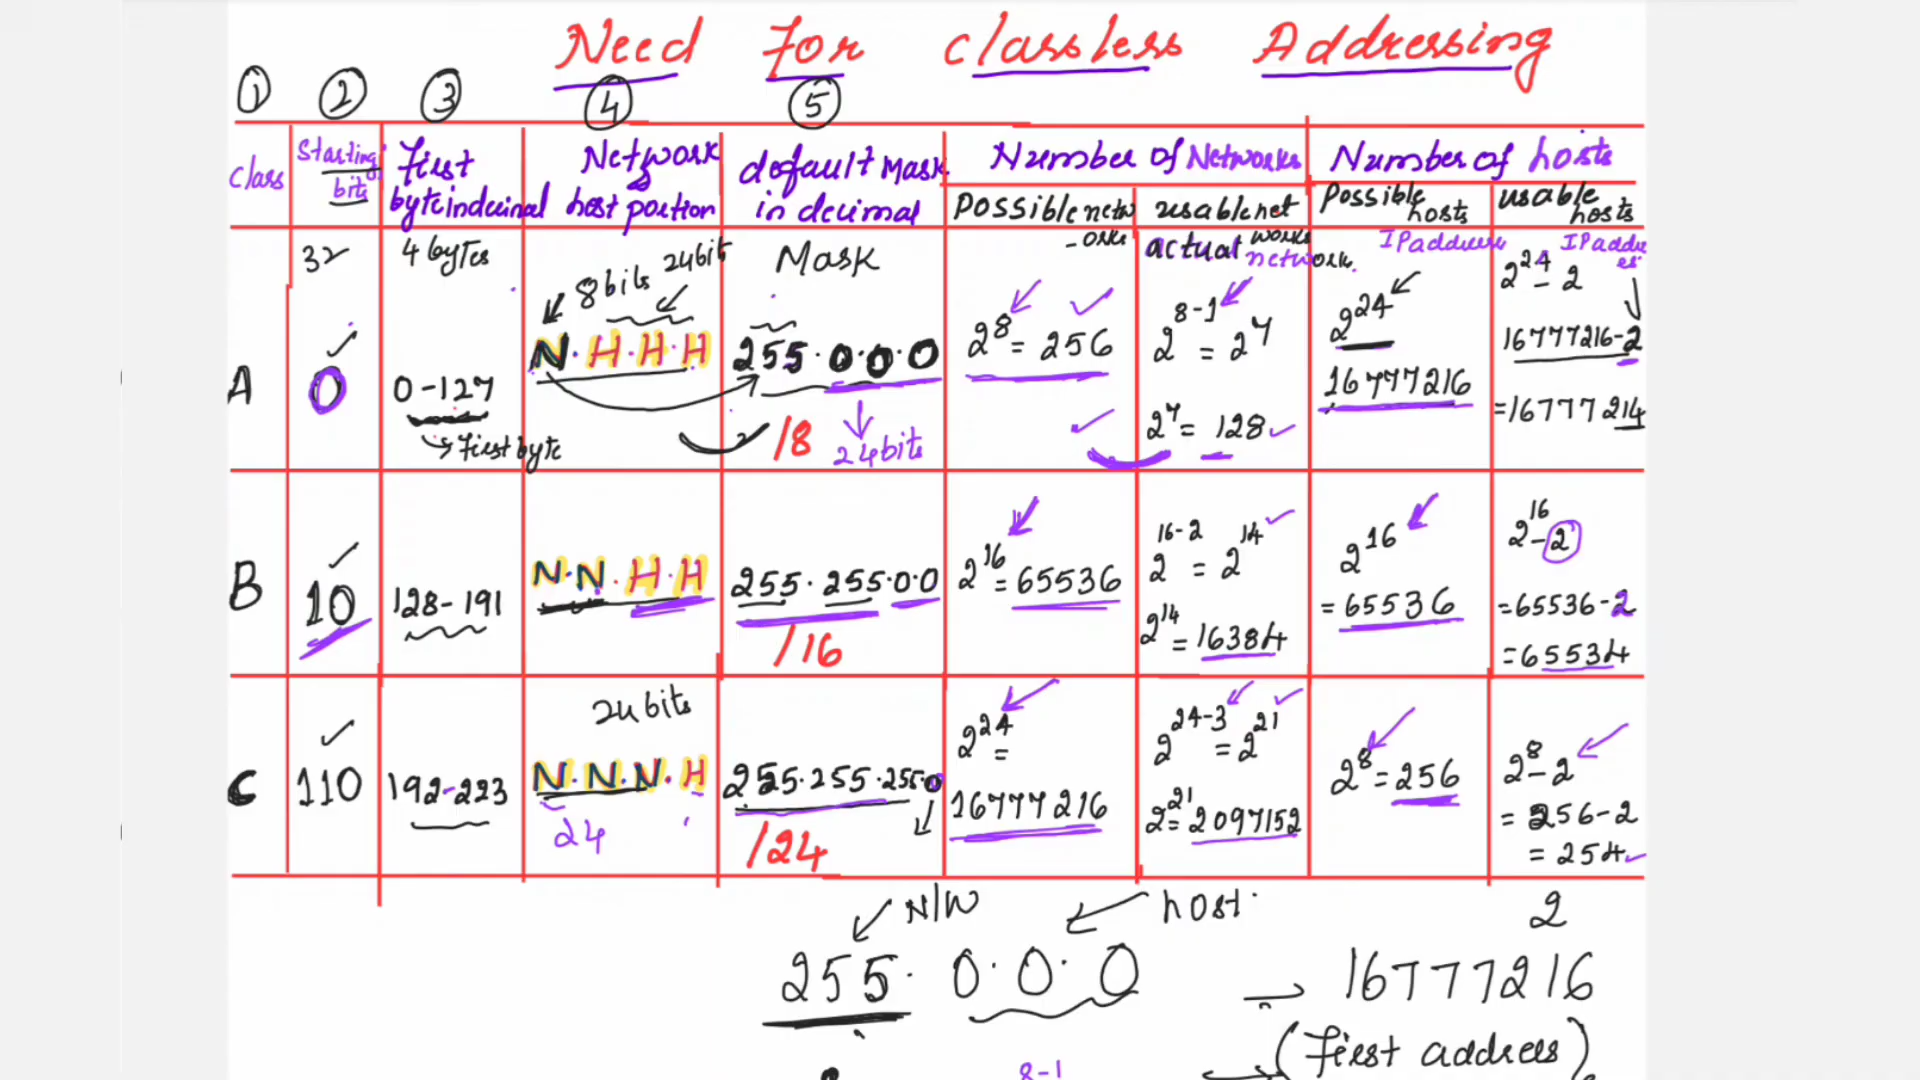 Need For Classless Addressing
① ② ③ ④ ⑤
class
Starting bits
First byte in decimal
Network & host portion
default Mask in decimal
Number of Networks
Number of hosts
Possible netw-orks
usable networks
Possible hosts
usable hosts
32
4 bytes
8 bits
24 bit
Mask
actual network.
IP addresses
IP addresses
A
0
0-127
→ First byte
N.H.H.H
255.0.0.0
/8
24 bits
2^8 = 256
2^8-1 = 2^7
2^7 = 128
2^24
16777216
2^24 - 2
16777216-2
=16777214
B
10
128-191
N.N.H.H
255.255.0.0
/16
2^16 = 65536
2^16-2 = 2^14
2^14 = 16384
2^16
= 65536
2^16 - 2
=65536-2
=65534
C
110
192-223
24 bits
N.N.N.H
24
255.255.255.0
/24
2^24 =
16777216
2^24-3 = 2^21
2^21 = 2097152
2^8 = 256
2^8 - 2
= 256-2
= 254
N/W
host.
2
255. 0.0.0
→ 16777216
(First address)
8-1